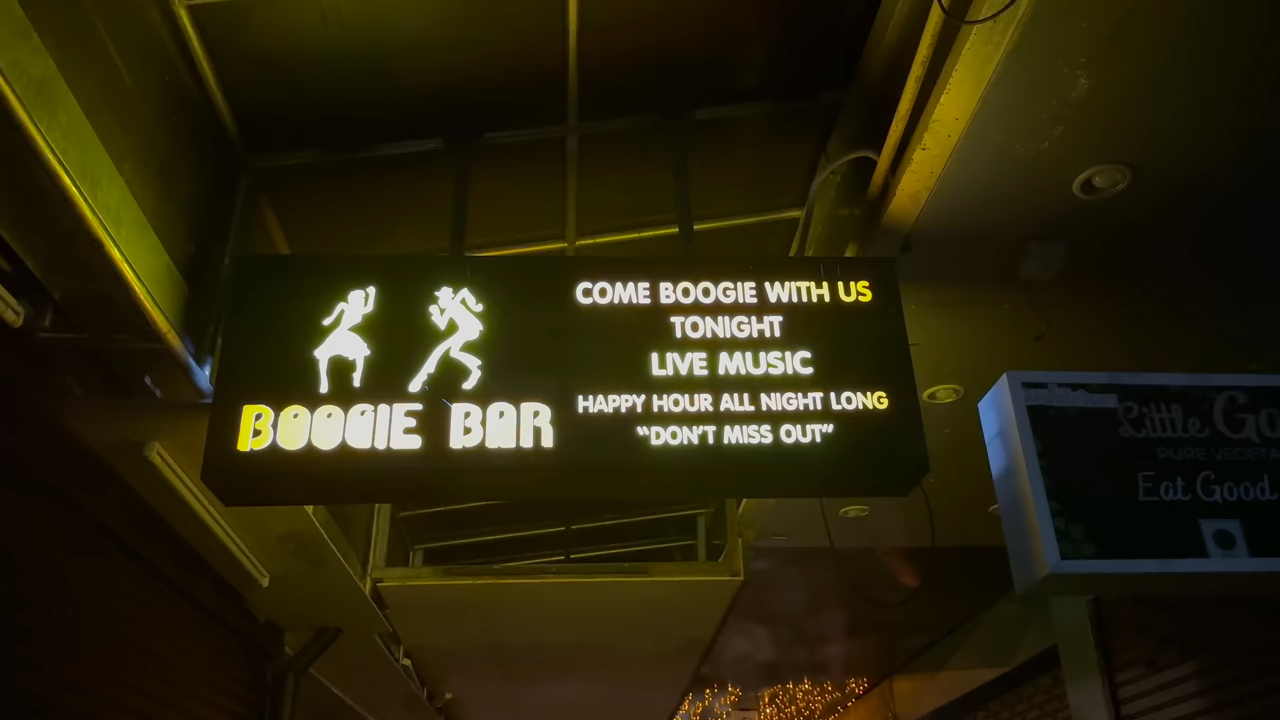 BOOGIE BAR
COME BOOGIE WITH US
TONIGHT
LIVE MUSIC
HAPPY HOUR ALL NIGHT LONG
"DON'T MISS OUT"
Little
PURE
Eat Good